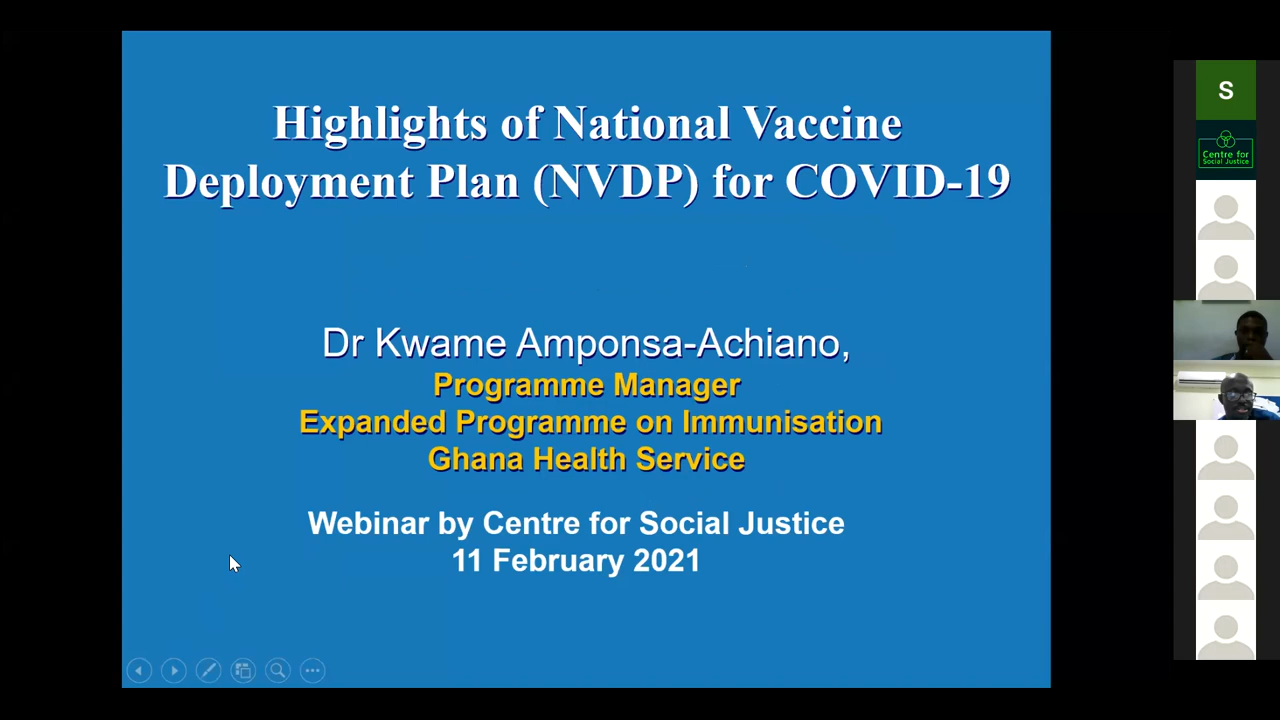 Highlights of National Vaccine
Deployment Plan (NVDP) for COVID-19
Dr Kwame Amponsa-Achiano,
Programme Manager
Expanded Programme on Immunisation
Ghana Health Service
Webinar by Centre for Social Justice
11 February 2021
S
Centre for
Social Justice